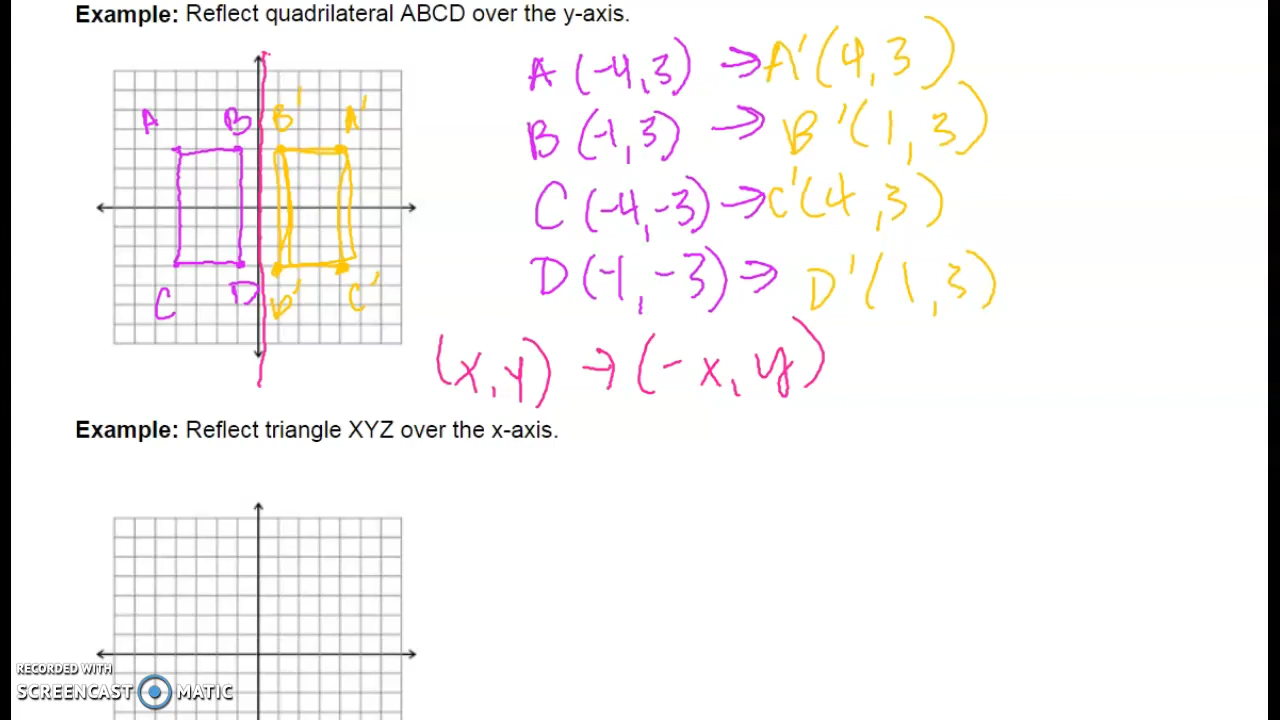 Example: Reflect quadrilateral ABCD over the y-axis.
A (-4, 3) → A'(4, 3)
B (-1, 3) → B'(1, 3)
C (-4, -3) → C'(4, 3)
D (-1, -3) → D'(1, 3)
A B B' A'
C D D' C'
(x, y) → (-x, y)
Example: Reflect triangle XYZ over the x-axis.
RECORDED WITH
SCREENCAST MATIC